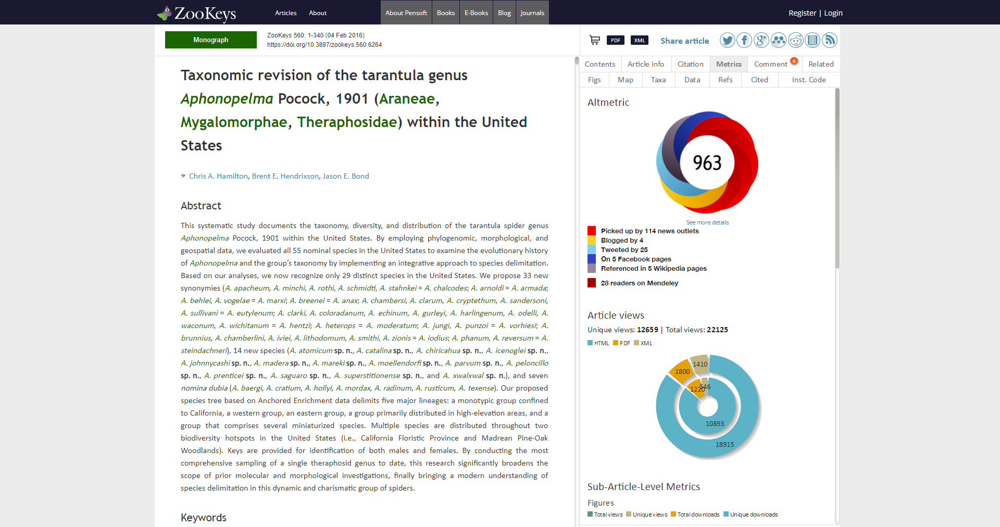 ZooKeys
Articles
About
About Pensoft
Books
E-Books
Blog
Journals
Register | Login
Monograph
ZooKeys 560: 1-340 (04 Feb 2016)
https://doi.org/10.3897/zookeys.560.6264
PDF
XML
Share article
Taxonomic revision of the tarantula genus
Aphonopelma Pocock, 1901 (Araneae,
Mygalomorphae, Theraphosidae) within the United
States
Chris A. Hamilton, Brent E. Hendrixson, Jason E. Bond
Abstract
This systematic study documents the taxonomy, diversity, and distribution of the tarantula spider genus
Aphonopelma Pocock, 1901 within the United States. By employing phylogenomic, morphological, and
geospatial data, we evaluated all 55 nominal species in the United States to examine the evolutionary history
of Aphonopelma and the group’s taxonomy by implementing an integrative approach to species delimitation.
Based on our analyses, we now recognize only 29 distinct species in the United States. We propose 33 new
synonymies (A. apacheum, A. minchi, A. rothi, A. schmidti, A. stahnkei = A. chalcodes; A. arnoldi = A. armada;
A. behlei, A. vogelae = A. marxi; A. breenei = A. anax; A. chambersi, A. clarum, A. cryptethum, A. sandersoni,
A. sullivani = A. eutylenum; A. clarki, A. coloradanum, A. echinum, A. gurleyi, A. harlingenum, A. odelli, A.
waconum, A. wichitanum = A. hentzi; A. heterops = A. moderatum; A. jungi, A. punzoi = A. vorhiesi; A.
brunnius, A. chamberlini, A. iviei, A. lithodomum, A. smithi, A. zionis = A. iodius; A. phanum, A. reversum = A.
steindachneri), 14 new species (A. atomicum sp. n., A. catalina sp. n., A. chiricahua sp. n., A. icenoglei sp. n.,
A. johnnycashi sp. n., A. madera sp. n., A. mareki sp. n., A. moellendorfi sp. n., A. parvum sp. n., A. peloncillo
sp. n., A. prenticei sp. n., A. saguaro sp. n., A. superstitionense sp. n., and A. xwalxwal sp. n.), and seven
nomina dubia (A. baergi, A. cratium, A. hollyi, A. mordax, A. radinum, A. rusticum, A. texense). Our proposed
species tree based on Anchored Enrichment data delimits five major lineages: a monotypic group confined
to California, a western group, an eastern group, a group primarily distributed in high-elevation areas, and a
group that comprises several miniaturized species. Multiple species are distributed throughout two
biodiversity hotspots in the United States (i.e., California Floristic Province and Madrean Pine-Oak
Woodlands). Keys are provided for identification of both males and females. By conducting the most
comprehensive sampling of a single theraphosid genus to date, this research significantly broadens the
scope of prior molecular and morphological investigations, finally bringing a modern understanding of
species delimitation in this dynamic and charismatic group of spiders.
Keywords
Contents
Article info
Citation
Metrics
Comment
4
Related
Figs
Map
Taxa
Data
Refs
Cited
Inst. Code
Altmetric
963
See more details
Picked up by 114 news outlets
Blogged by 4
Tweeted by 25
On 5 Facebook pages
Referenced in 5 Wikipedia pages
28 readers on Mendeley
Article views
Unique views: 12659 | Total views: 22125
HTML
PDF
XML
1410
1800
546
1220
10893
18915
Sub-Article-Level Metrics
Figures
Total views
Unique views
Total downloads
Unique downloads